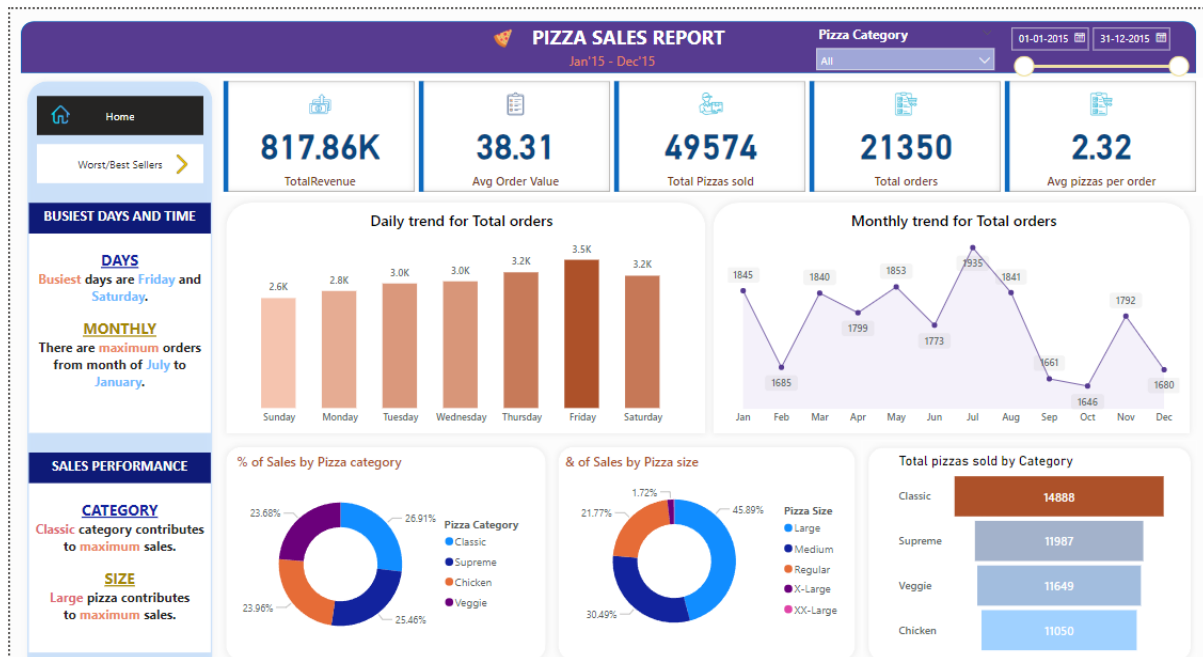 PIZZA SALES REPORT
Jan'15 - Dec'15
Pizza Category
All
01-01-2015
31-12-2015
Home
Worst/Best Sellers
817.86K
TotalRevenue
38.31
Avg Order Value
49574
Total Pizzas sold
21350
Total orders
2.32
Avg pizzas per order
BUSIEST DAYS AND TIME
DAYS
Busiest days are Friday and
Saturday.
MONTHLY
There are maximum orders
from month of July to
January.
Daily trend for Total orders
2.6K
2.8K
3.0K
3.0K
3.2K
3.5K
3.2K
Sunday
Monday
Tuesday
Wednesday
Thursday
Friday
Saturday
Monthly trend for Total orders
1845
1685
1840
1799
1853
1773
1935
1841
1661
1646
1792
1680
Jan
Feb
Mar
Apr
May
Jun
Jul
Aug
Sep
Oct
Nov
Dec
SALES PERFORMANCE
CATEGORY
Classic category contributes
to maximum sales.
SIZE
Large pizza contributes
to maximum sales.
% of Sales by Pizza category
23.68%
26.91%
23.96%
25.46%
Pizza Category
Classic
Supreme
Chicken
Veggie
& of Sales by Pizza size
1.72%
21.77%
45.89%
30.49%
Pizza Size
Large
Medium
Regular
X-Large
XX-Large
Total pizzas sold by Category
Classic
14888
Supreme
11987
Veggie
11649
Chicken
11050